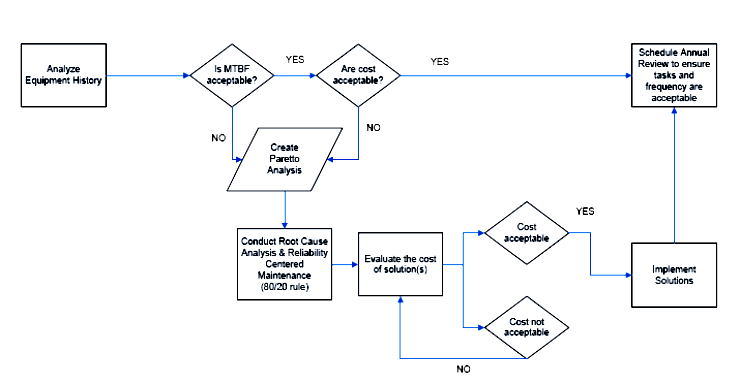 Analyze
Equipment History
Is MTBF
acceptable?
YES
Are cost
acceptable?
YES
Schedule Annual
Review to ensure
tasks and
frequency are
acceptable
NO
NO
Create
Paretto
Analysis
Conduct Root Cause
Analysis & Reliability
Centered
Maintenance
(80/20 rule)
Evaluate the cost
of solution(s)
Cost
acceptable
YES
Implement
Solutions
Cost not
acceptable
NO